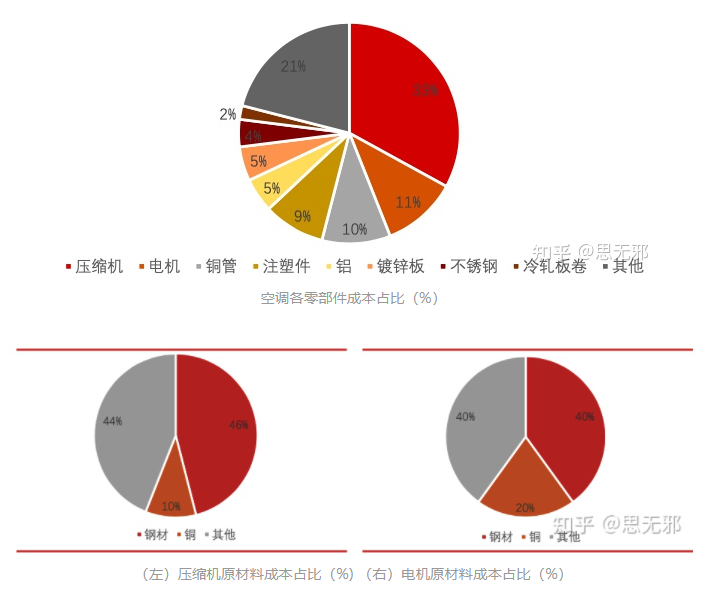 21%
33%
2%
4%
5%
5%
9%
10%
11%
知乎 @思无邪
压缩机 电机 铜管 注塑件 铝 镀锌板 不锈钢 冷轧板卷 其他
空调各零部件成本占比（%）
44%
46%
10%
钢材 铜 其他
40%
40%
20%
知乎 @思无邪
钢材 铜 其他
（左）压缩机原材料成本占比（%）（右）电机原材料成本占比（%）